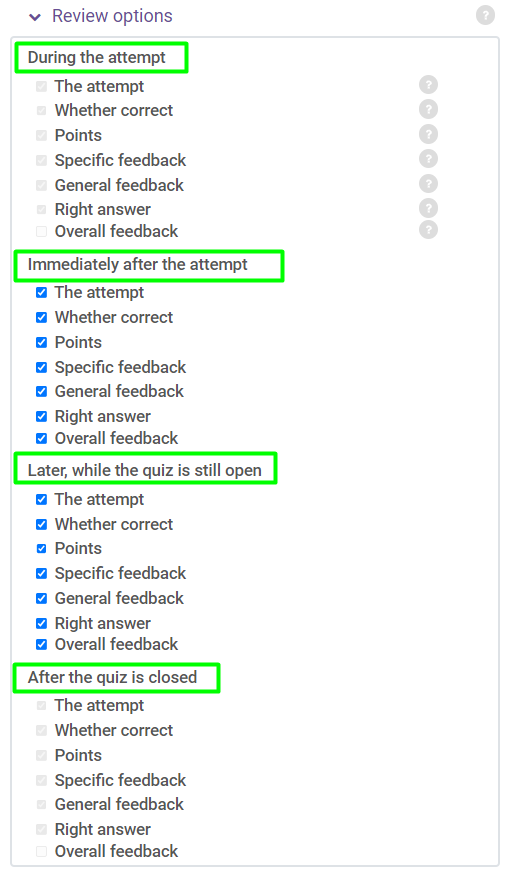 Review options
?
During the attempt
The attempt ?
Whether correct ?
Points ?
Specific feedback ?
General feedback ?
Right answer ?
Overall feedback ?
Immediately after the attempt
The attempt
Whether correct
Points
Specific feedback
General feedback
Right answer
Overall feedback
Later, while the quiz is still open
The attempt
Whether correct
Points
Specific feedback
General feedback
Right answer
Overall feedback
After the quiz is closed
The attempt
Whether correct
Points
Specific feedback
General feedback
Right answer
Overall feedback